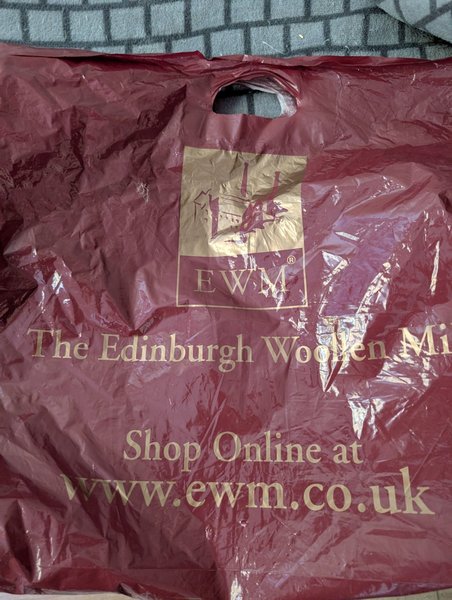 EWM®
The Edinburgh Woollen Mi
Shop Online at
www.ewm.co.uk